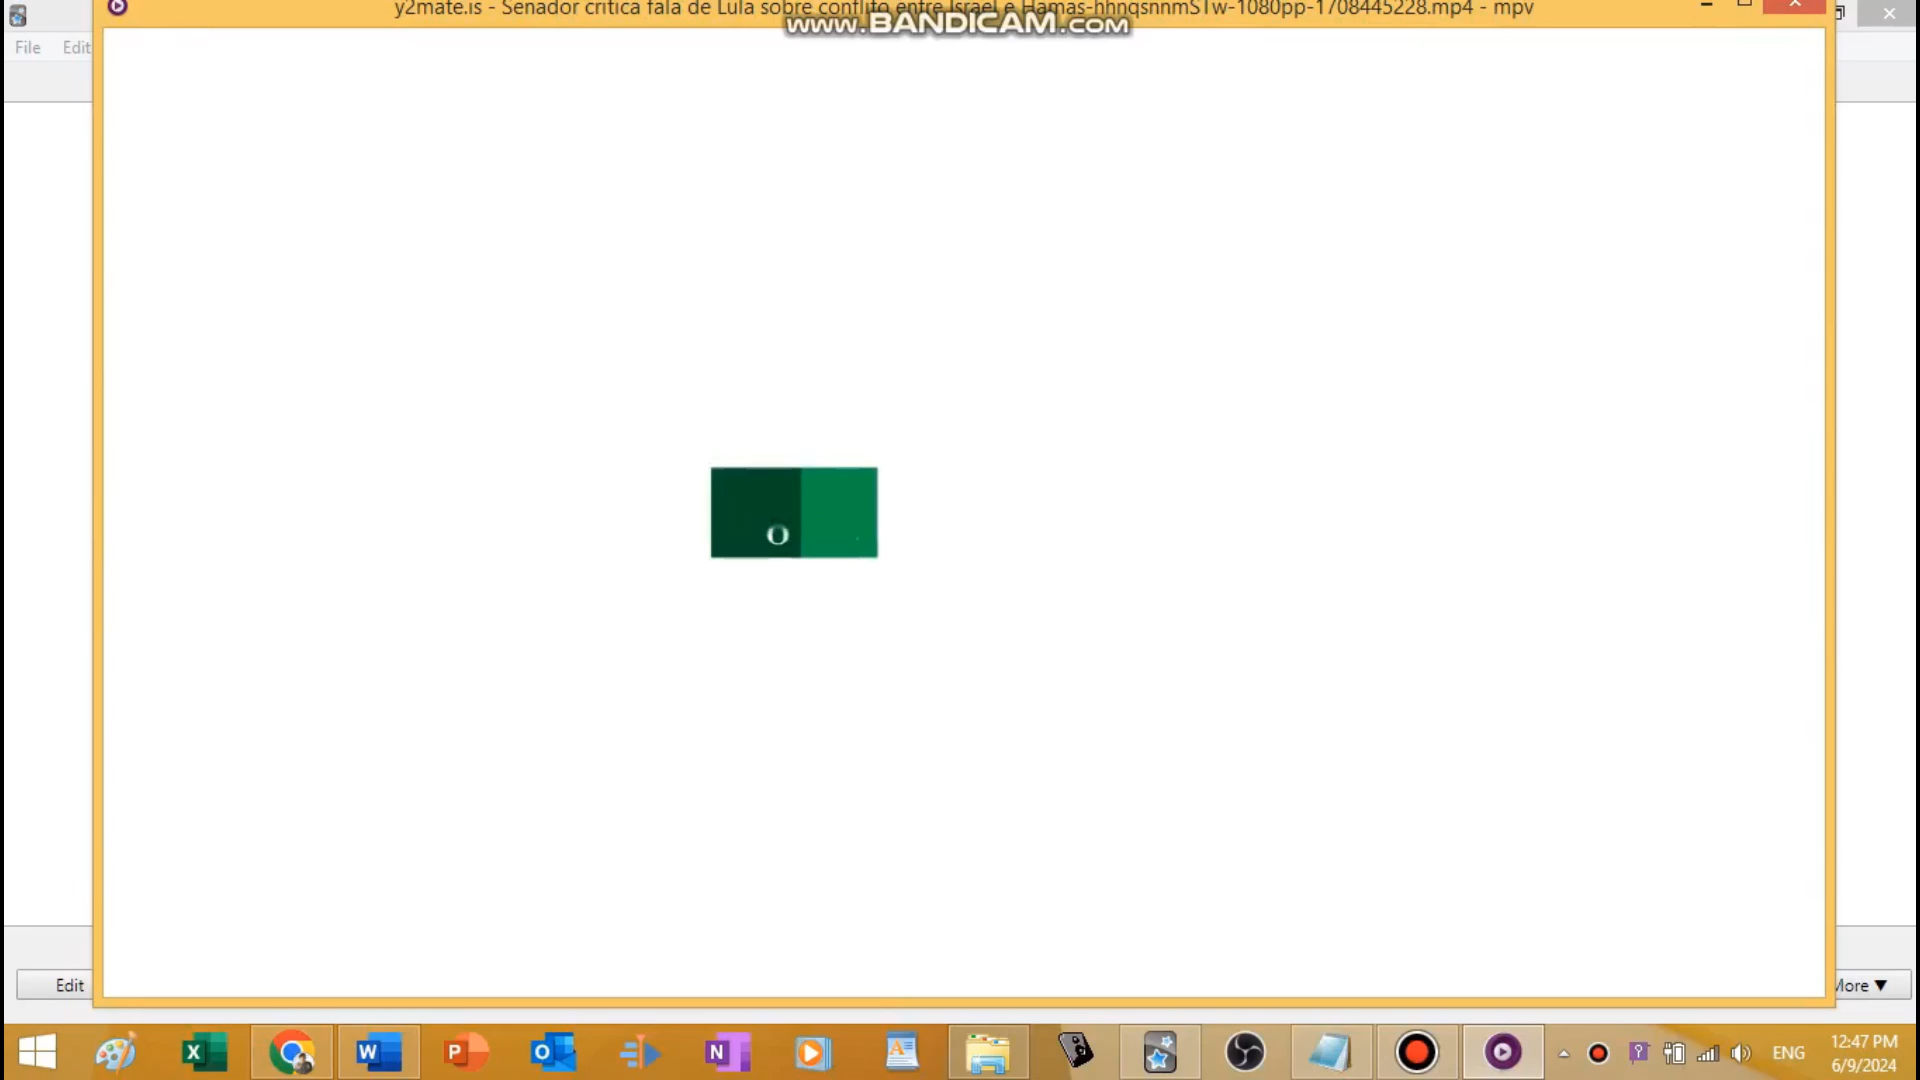 y2mate.is - Senador critica fala de Lula sobre conflito entre Israel e Hamas-hhnqsnnmSTw-1080pp-1708445228.mp4 - mpv
www.BANDICAM.com
File Edit
O
Edit
More ▼
ENG
12:47 PM
6/9/2024